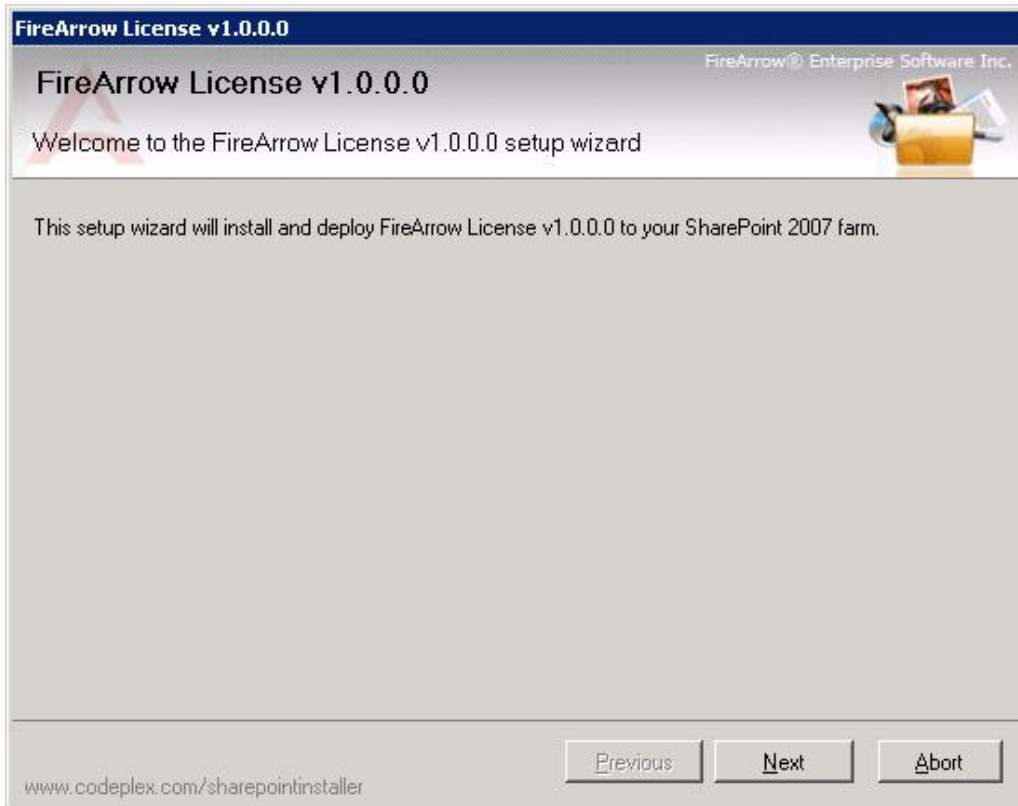 FireArrow License v1.0.0.0
FireArrow® Enterprise Software Inc.
FireArrow License v1.0.0.0
Welcome to the FireArrow License v1.0.0.0 setup wizard
This setup wizard will install and deploy FireArrow License v1.0.0.0 to your SharePoint 2007 farm.
Previous
Next
Abort
www.codeplex.com/sharepointinstaller